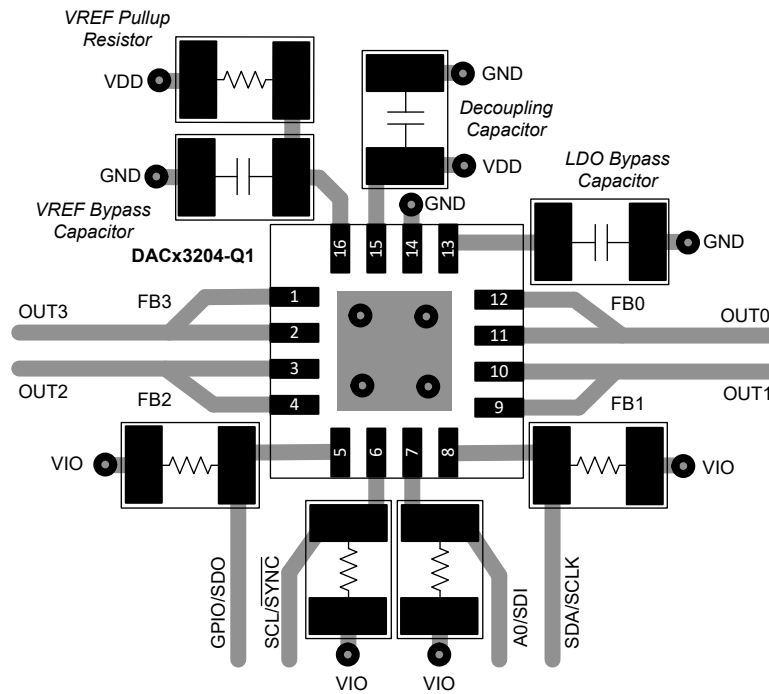 VREF Pullup
Resistor
VDD
GND
Decoupling
Capacitor
VDD
GND
VREF Bypass
Capacitor
GND
LDO Bypass
Capacitor
GND
DACx3204-Q1
16
15
14
13
1
2
3
4
12
11
10
9
5
6
7
8
FB3
OUT3
OUT2
FB2
FB0
OUT0
OUT1
FB1
VIO
VIO
GPIO/SDO
SCL/SYNC
A0/SDI
SDA/SCLK
VIO
VIO